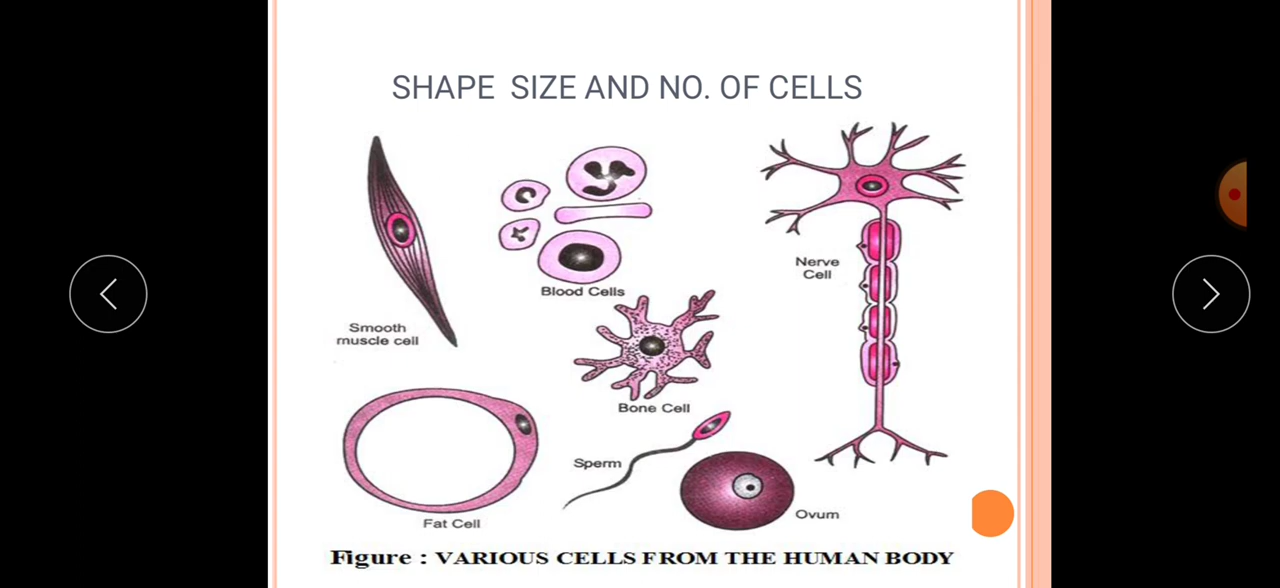 SHAPE SIZE AND NO. OF CELLS
Nerve
Cell
Blood Cells
Smooth
muscle cell
Bone Cell
Sperm
Ovum
Fat Cell
Figure : VARIOUS CELLS FROM THE HUMAN BODY